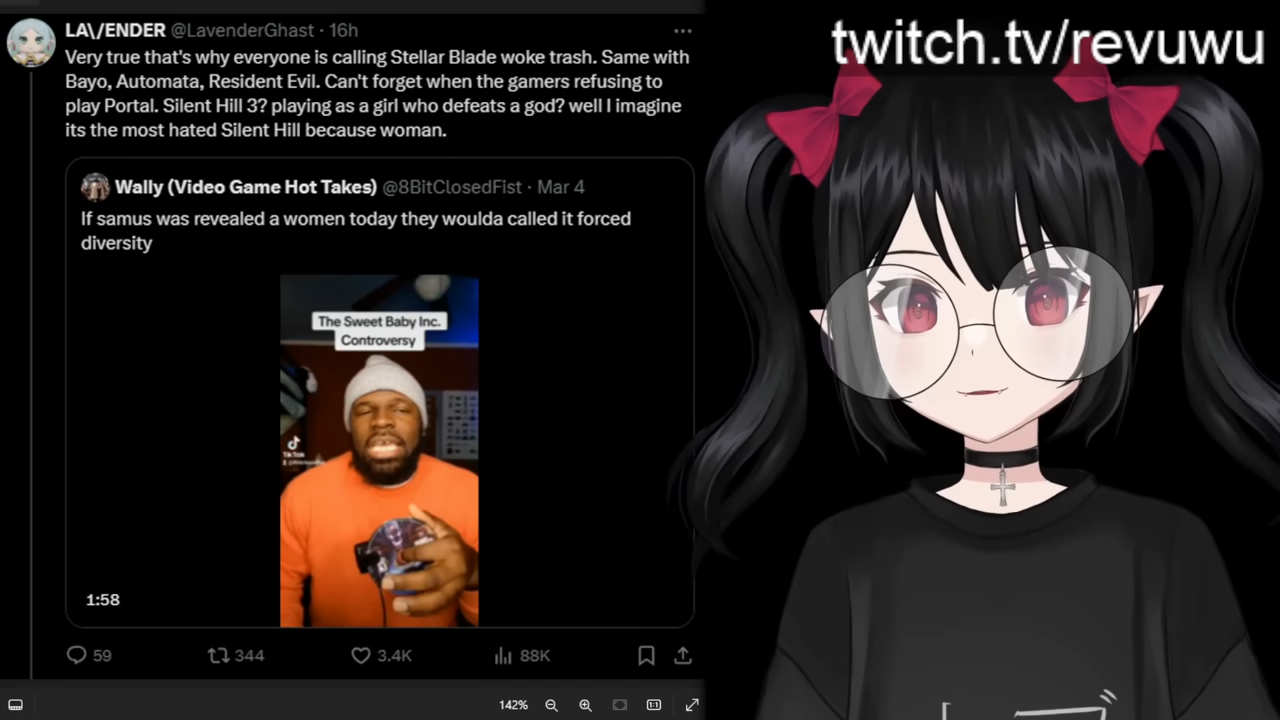 LA\/ENDER @LavenderGhast · 16h
Very true that's why everyone is calling Stellar Blade woke trash. Same with
Bayo, Automata, Resident Evil. Can't forget when the gamers refusing to
play Portal. Silent Hill 3? playing as a girl who defeats a god? well I imagine
its the most hated Silent Hill because woman.
Wally (Video Game Hot Takes) @8BitClosedFist · Mar 4
If samus was revealed a women today they woulda called it forced
diversity
The Sweet Baby Inc.
Controversy
TikTok
1:58
59
344
3.4K
88K
142%
1:1
twitch.tv/revuwu